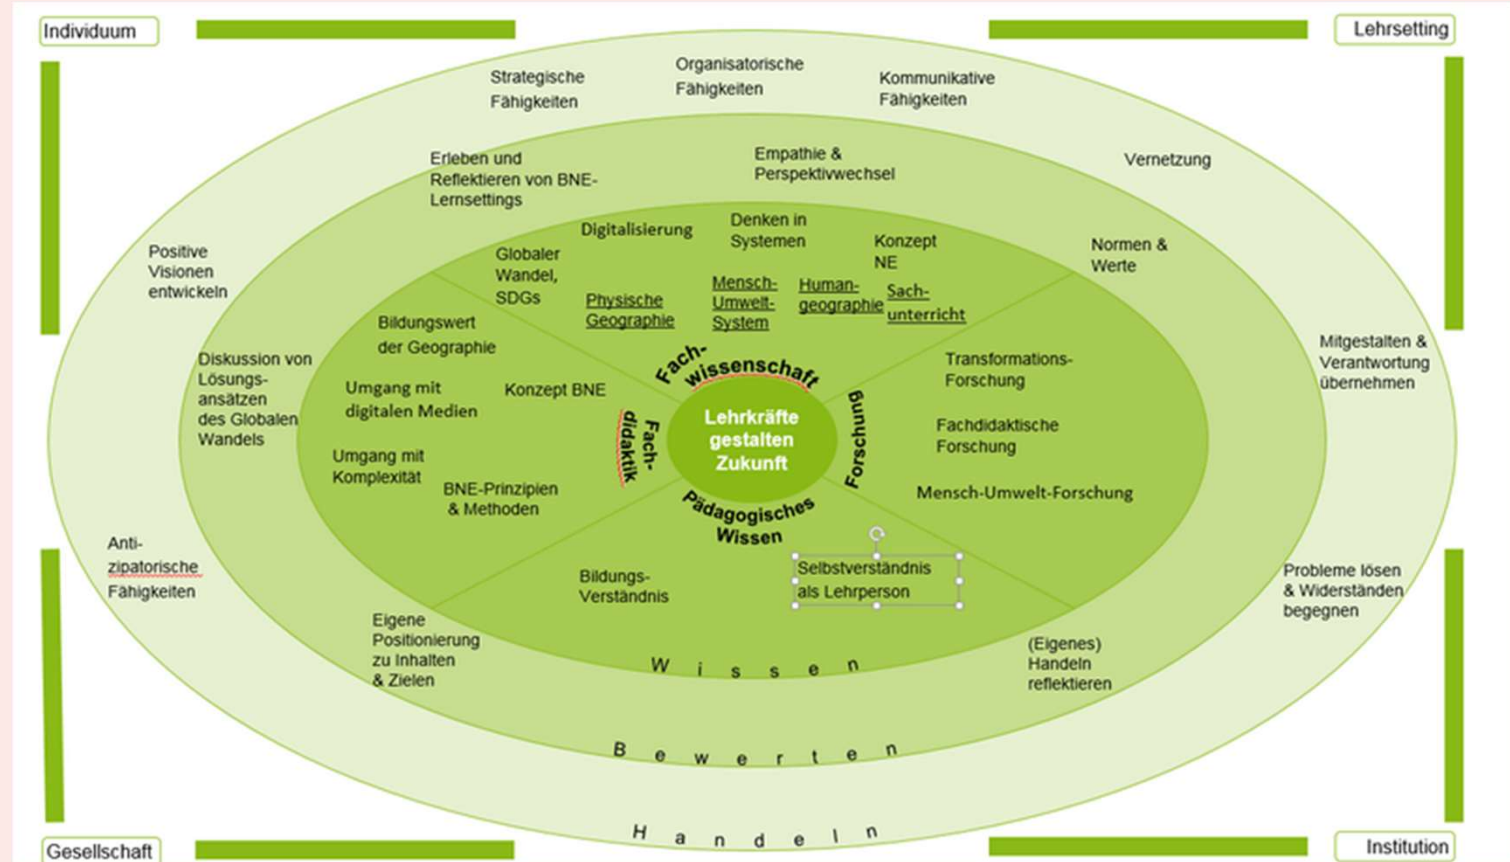 Individuum
Lehrsetting
Strategische
Fähigkeiten
Organisatorische
Fähigkeiten
Kommunikative
Fähigkeiten
Vernetzung
Erleben und
Reflektieren von BNE-
Lernsettings
Empathie &
Perspektivwechsel
Normen &
Werte
Positive
Visionen
entwickeln
Digitalisierung
Denken in
Systemen
Konzept
NE
Globaler
Wandel,
SDGs
Physische
Geographie
Mensch-
Umwelt-
System
Human-
geographie
Sach-
unterricht
Bildungswert
der Geographie
Umgang mit
digitalen Medien
Konzept BNE
Umgang mit
Komplexität
BNE-Prinzipien
& Methoden
Diskussion von
Lösungs-
ansätzen
des Globalen
Wandels
Fach-
wissenschaft
Fach-
didaktik
Lehrkräfte
gestalten
Zukunft
Forschung
Pädagogisches
Wissen
Transformations-
Forschung
Fachdidaktische
Forschung
Mensch-Umwelt-Forschung
Mitgestalten &
Verantwortung
übernehmen
Anti-
zipatorische
Fähigkeiten
Bildungs-
Verständnis
Selbstverständnis
als Lehrperson
Probleme lösen
& Widerständen
begegnen
Eigene
Positionierung
zu Inhalten
& Zielen
(Eigenes)
Handeln
reflektieren
Wissen
Bewerten
Handeln
Gesellschaft
Institution